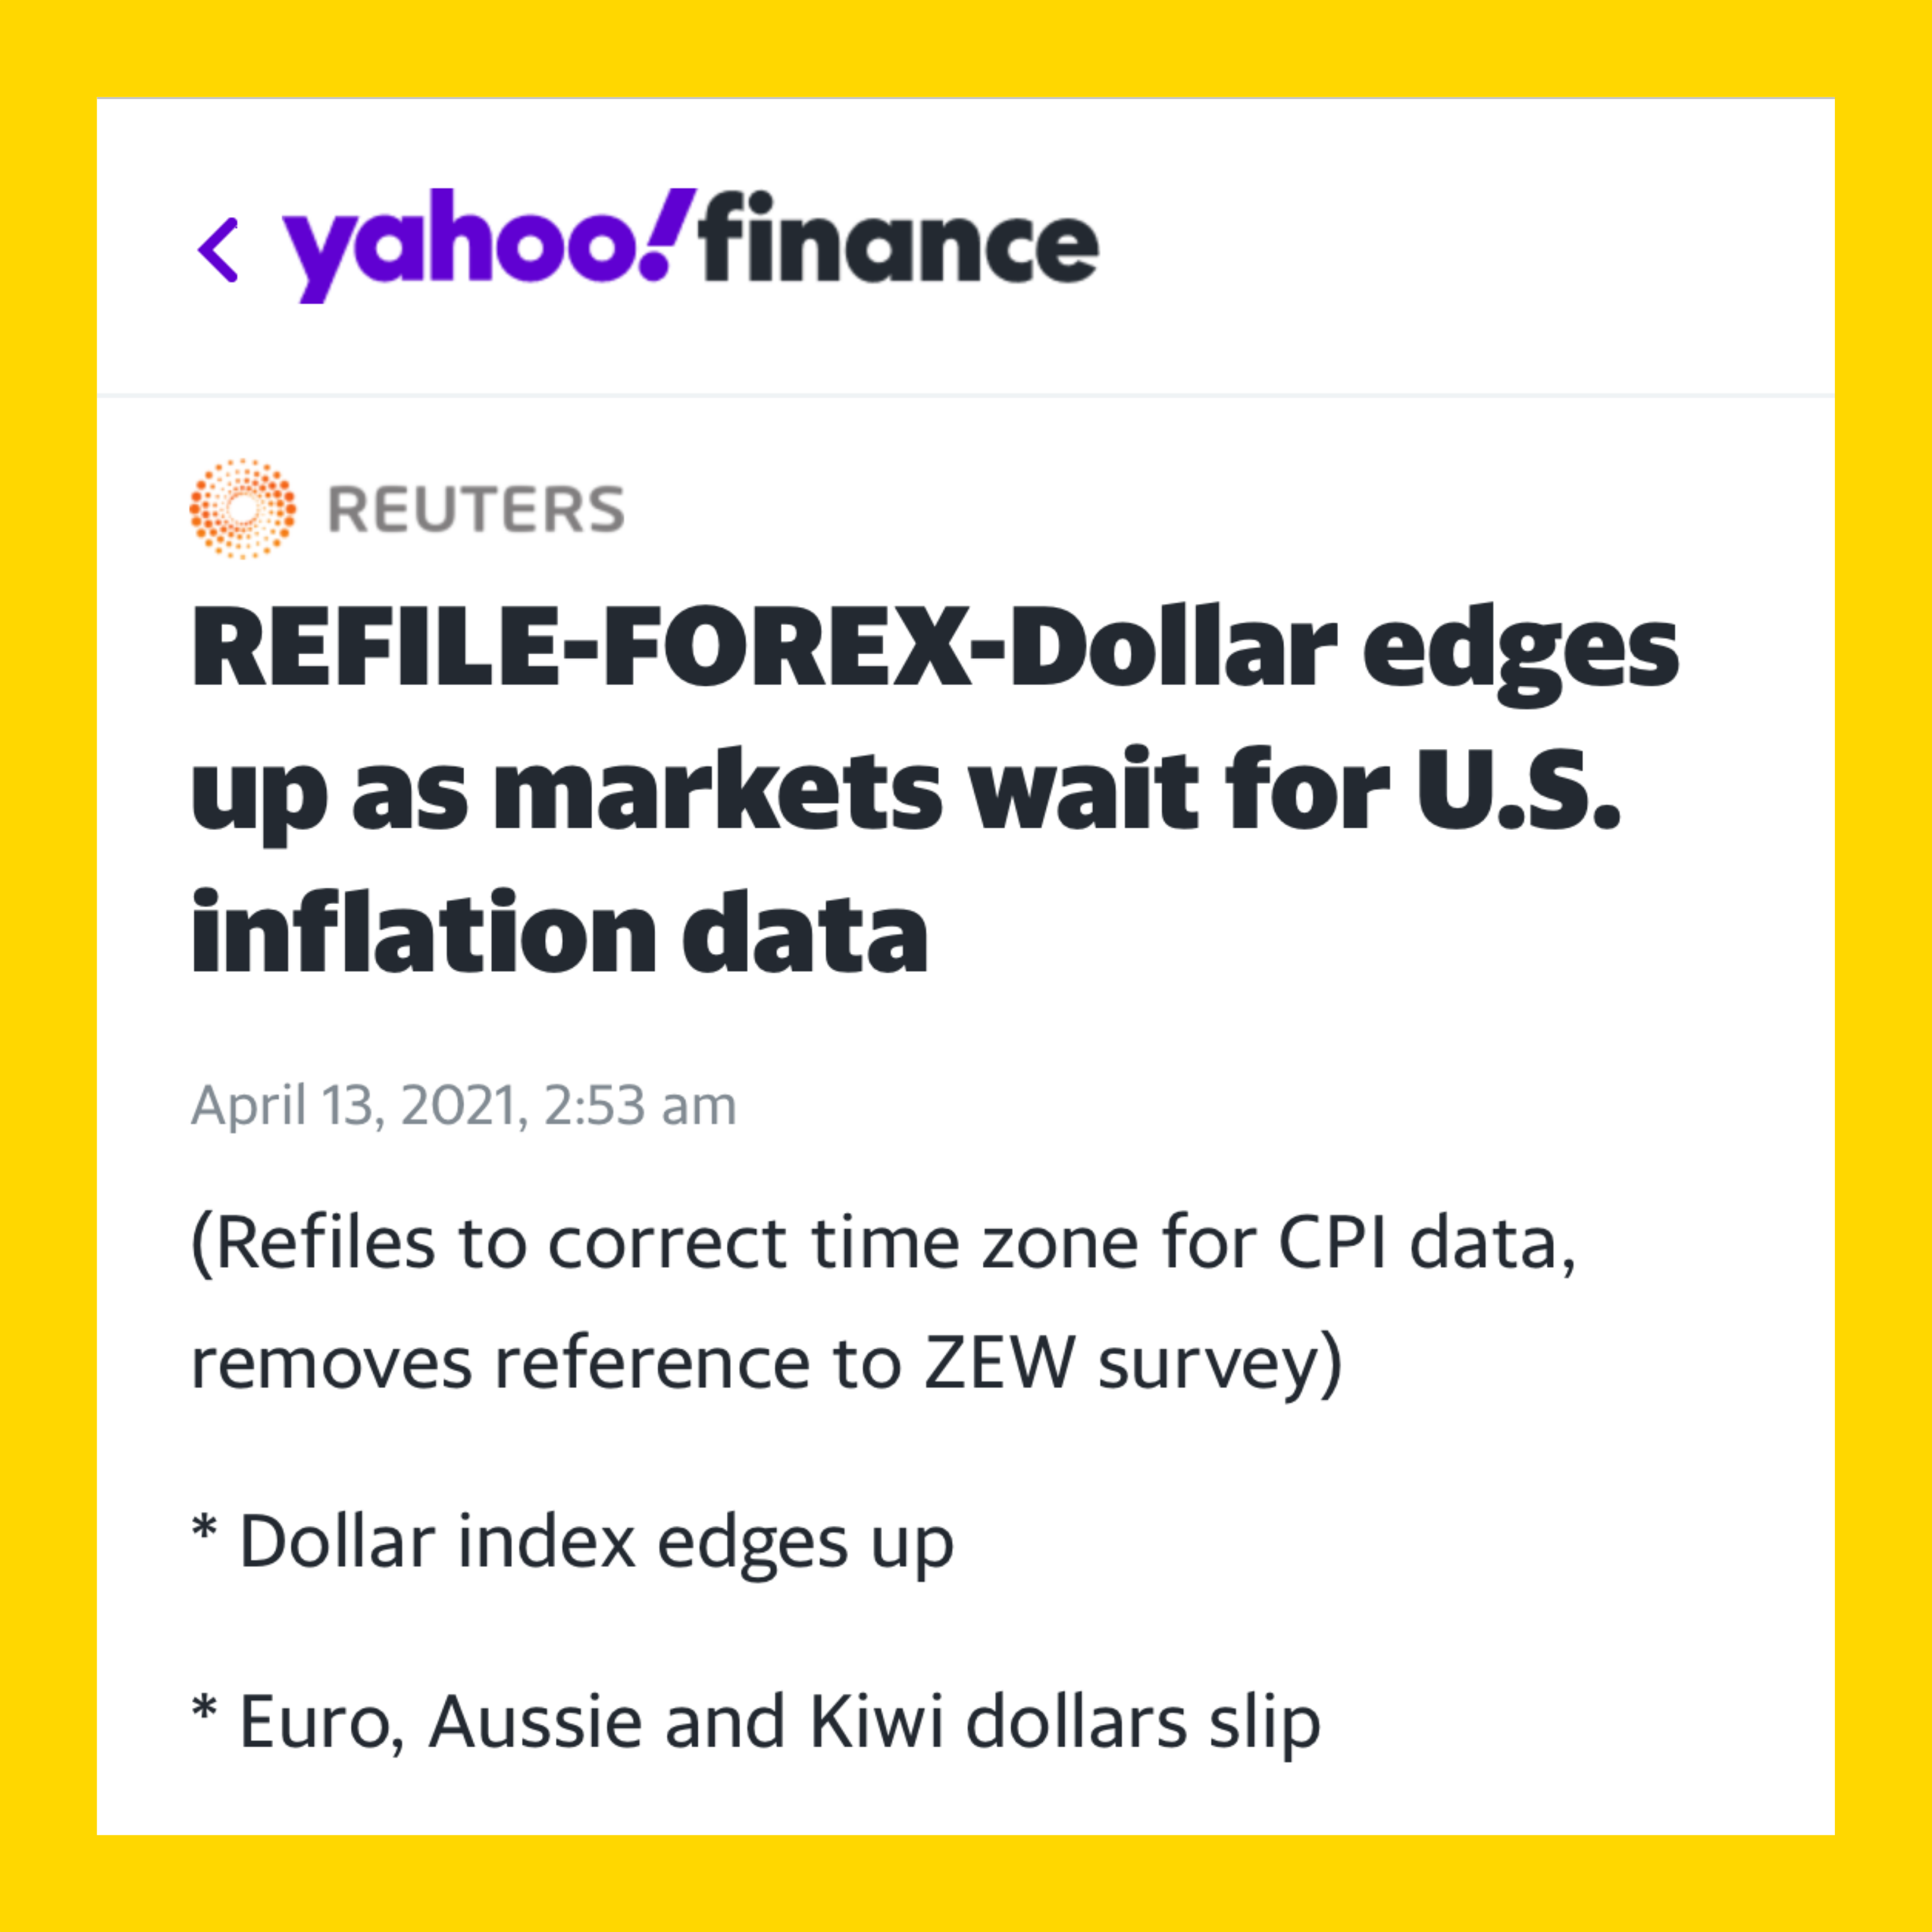 yahoo!finance
REUTERS
REFILE-FOREX-Dollar edges
up as markets wait for U.S.
inflation data
April 13, 2021, 2:53 am
(Refiles to correct time zone for CPI data,
removes reference to ZEW survey)
* Dollar index edges up
* Euro, Aussie and Kiwi dollars slip